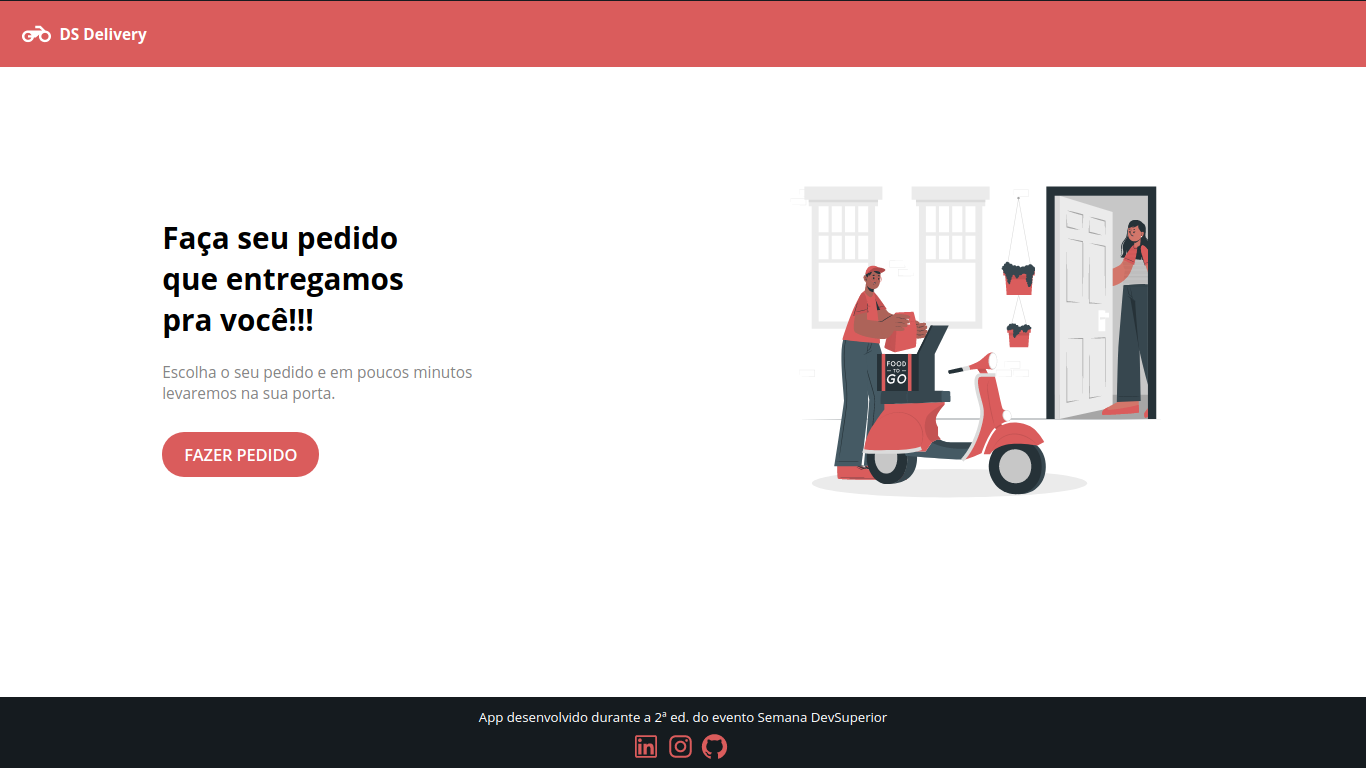 DS Delivery
Faça seu pedido
que entregamos
pra você!!!
Escolha o seu pedido e em poucos minutos
levaremos na sua porta.
FAZER PEDIDO
FOOD
TO
GO
App desenvolvido durante a 2ª ed. do evento Semana DevSuperior
in